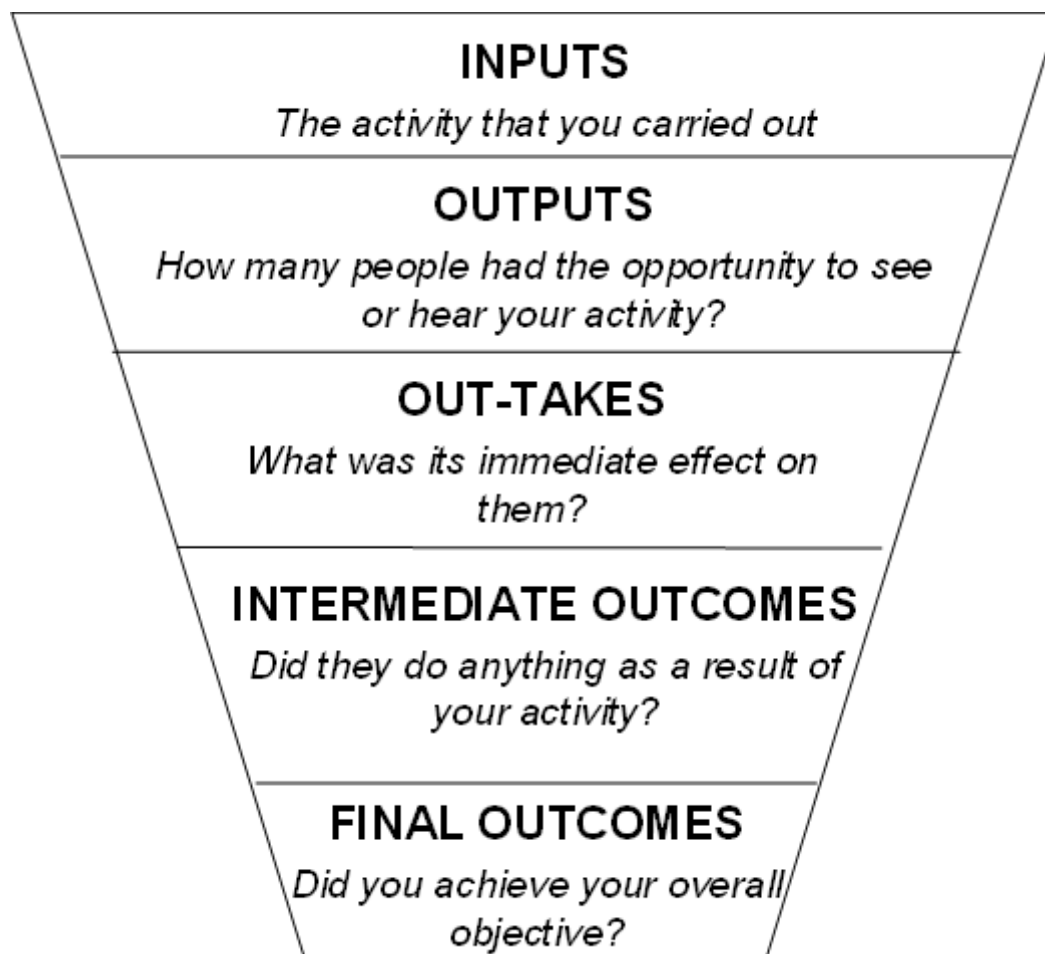 INPUTS
The activity that you carried out
OUTPUTS
How many people had the opportunity to see
or hear your activity?
OUT-TAKES
What was its immediate effect on
them?
INTERMEDIATE OUTCOMES
Did they do anything as a result of
your activity?
FINAL OUTCOMES
Did you achieve your overall
objective?